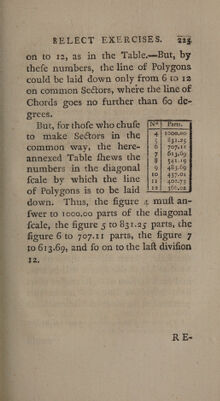 SELECT EXERCISES. 225
on to 12, as in the Table.—But, by
theſe numbers, the line of Polygons
could be laid down only from 6 to 12
on common Sectors, where the line of
Chords goes no further than 60 de-
grees.
But, for thoſe who chuſe
to make Sectors in the
common way, the here-
annexed Table ſhews the
numbers in the diagonal
ſcale by which the line
of Polygons is to be laid
N° Parts.
4 1000.00
5 831.25
6 707.11
7 613.69
8 541.19
9 483.69
10 437.01
11
12 366.02
down. Thus, the figure 4 muſt an-
ſwer to 1000.00 parts of the diagonal
ſcale, the figure 5 to 831.25 parts, the
figure 6 to 707.11 parts, the figure 7
to 613.69, and ſo on to the laſt diviſion
12.
RE-